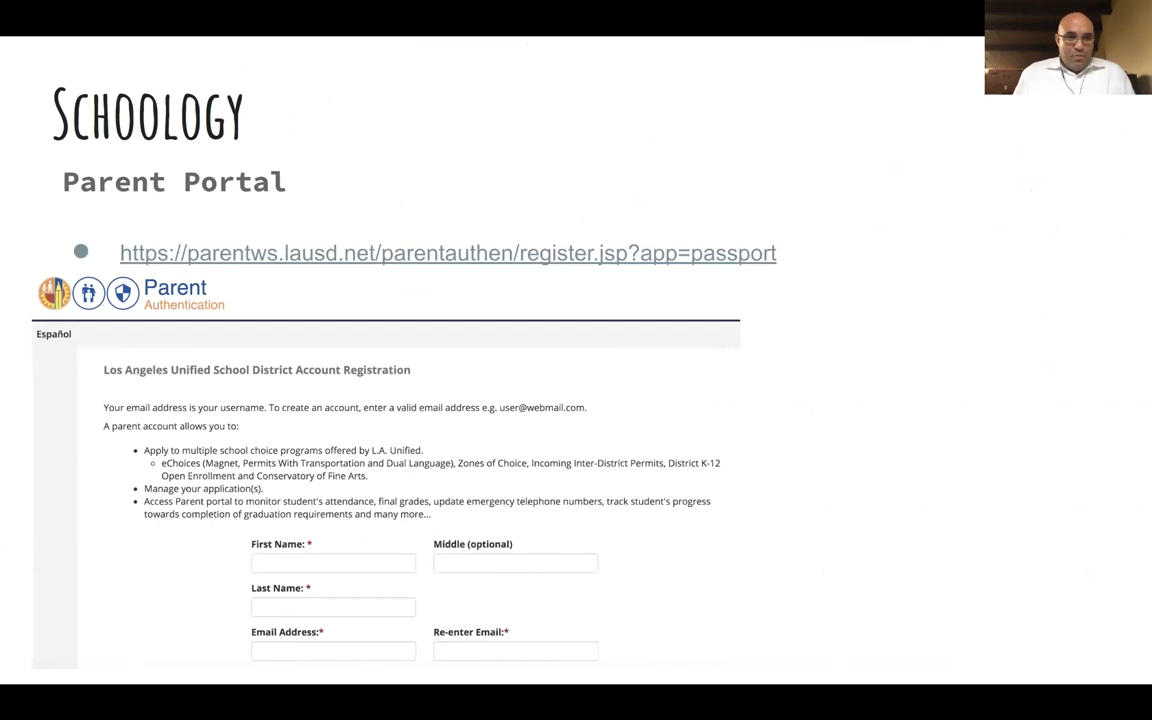 SCHOOLOGY
Parent Portal
https://parentws.lausd.net/parentauthen/register.jsp?app=passport
Parent
Authentication
Español
Los Angeles Unified School District Account Registration
Your email address is your username. To create an account, enter a valid email address e.g. user@webmail.com.
A parent account allows you to:
Apply to multiple school choice programs offered by L.A. Unified.
eChoices (Magnet, Permits With Transportation and Dual Language), Zones of Choice, Incoming Inter-District Permits, District K-12
Open Enrollment and Conservatory of Fine Arts.
Manage your application(s).
Access Parent portal to monitor student's attendance, final grades, update emergency telephone numbers, track student's progress
towards completion of graduation requirements and many more...
First Name: * Middle (optional)
Last Name: *
Email Address:* Re-enter Email:*